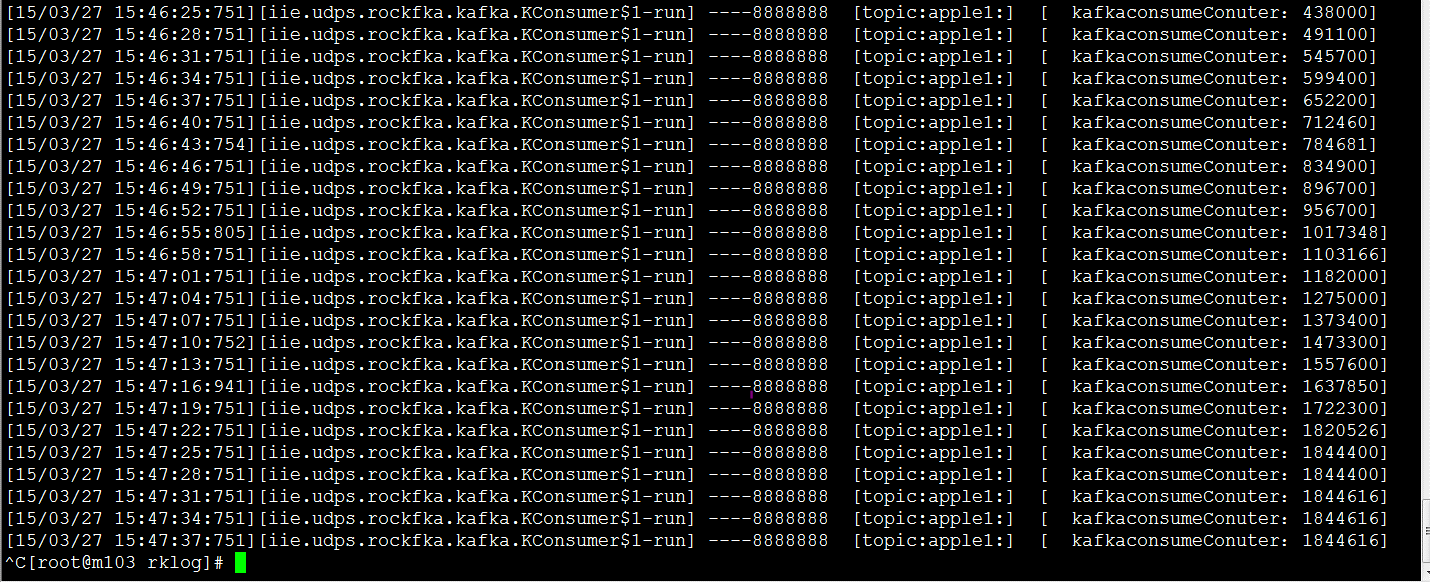 [15/03/27 15:46:25:751][iie.udps.rockfka.kafka.KConsumer$1-run] ----8888888  [topic:apple1:]  [  kafkaconsumeConuter：438000]
[15/03/27 15:46:28:751][iie.udps.rockfka.kafka.KConsumer$1-run] ----8888888  [topic:apple1:]  [  kafkaconsumeConuter：491100]
[15/03/27 15:46:31:751][iie.udps.rockfka.kafka.KConsumer$1-run] ----8888888  [topic:apple1:]  [  kafkaconsumeConuter：545700]
[15/03/27 15:46:34:751][iie.udps.rockfka.kafka.KConsumer$1-run] ----8888888  [topic:apple1:]  [  kafkaconsumeConuter：599400]
[15/03/27 15:46:37:751][iie.udps.rockfka.kafka.KConsumer$1-run] ----8888888  [topic:apple1:]  [  kafkaconsumeConuter：652200]
[15/03/27 15:46:40:751][iie.udps.rockfka.kafka.KConsumer$1-run] ----8888888  [topic:apple1:]  [  kafkaconsumeConuter：712460]
[15/03/27 15:46:43:754][iie.udps.rockfka.kafka.KConsumer$1-run] ----8888888  [topic:apple1:]  [  kafkaconsumeConuter：784681]
[15/03/27 15:46:46:751][iie.udps.rockfka.kafka.KConsumer$1-run] ----8888888  [topic:apple1:]  [  kafkaconsumeConuter：834900]
[15/03/27 15:46:49:751][iie.udps.rockfka.kafka.KConsumer$1-run] ----8888888  [topic:apple1:]  [  kafkaconsumeConuter：896700]
[15/03/27 15:46:52:751][iie.udps.rockfka.kafka.KConsumer$1-run] ----8888888  [topic:apple1:]  [  kafkaconsumeConuter：956700]
[15/03/27 15:46:55:805][iie.udps.rockfka.kafka.KConsumer$1-run] ----8888888  [topic:apple1:]  [  kafkaconsumeConuter：1017348]
[15/03/27 15:46:58:751][iie.udps.rockfka.kafka.KConsumer$1-run] ----8888888  [topic:apple1:]  [  kafkaconsumeConuter：1103166]
[15/03/27 15:47:01:751][iie.udps.rockfka.kafka.KConsumer$1-run] ----8888888  [topic:apple1:]  [  kafkaconsumeConuter：1182000]
[15/03/27 15:47:04:751][iie.udps.rockfka.kafka.KConsumer$1-run] ----8888888  [topic:apple1:]  [  kafkaconsumeConuter：1275000]
[15/03/27 15:47:07:751][iie.udps.rockfka.kafka.KConsumer$1-run] ----8888888  [topic:apple1:]  [  kafkaconsumeConuter：1373400]
[15/03/27 15:47:10:752][iie.udps.rockfka.kafka.KConsumer$1-run] ----8888888  [topic:apple1:]  [  kafkaconsumeConuter：1473300]
[15/03/27 15:47:13:751][iie.udps.rockfka.kafka.KConsumer$1-run] ----8888888  [topic:apple1:]  [  kafkaconsumeConuter：1557600]
[15/03/27 15:47:16:941][iie.udps.rockfka.kafka.KConsumer$1-run] ----8888888  [topic:apple1:]  [  kafkaconsumeConuter：1637850]
[15/03/27 15:47:19:751][iie.udps.rockfka.kafka.KConsumer$1-run] ----8888888  [topic:apple1:]  [  kafkaconsumeConuter：1722300]
[15/03/27 15:47:22:751][iie.udps.rockfka.kafka.KConsumer$1-run] ----8888888  [topic:apple1:]  [  kafkaconsumeConuter：1820526]
[15/03/27 15:47:25:751][iie.udps.rockfka.kafka.KConsumer$1-run] ----8888888  [topic:apple1:]  [  kafkaconsumeConuter：1844400]
[15/03/27 15:47:28:751][iie.udps.rockfka.kafka.KConsumer$1-run] ----8888888  [topic:apple1:]  [  kafkaconsumeConuter：1844400]
[15/03/27 15:47:31:751][iie.udps.rockfka.kafka.KConsumer$1-run] ----8888888  [topic:apple1:]  [  kafkaconsumeConuter：1844616]
[15/03/27 15:47:34:751][iie.udps.rockfka.kafka.KConsumer$1-run] ----8888888  [topic:apple1:]  [  kafkaconsumeConuter：1844616]
[15/03/27 15:47:37:751][iie.udps.rockfka.kafka.KConsumer$1-run] ----8888888  [topic:apple1:]  [  kafkaconsumeConuter：1844616]
^C[root@m103 rklog]#